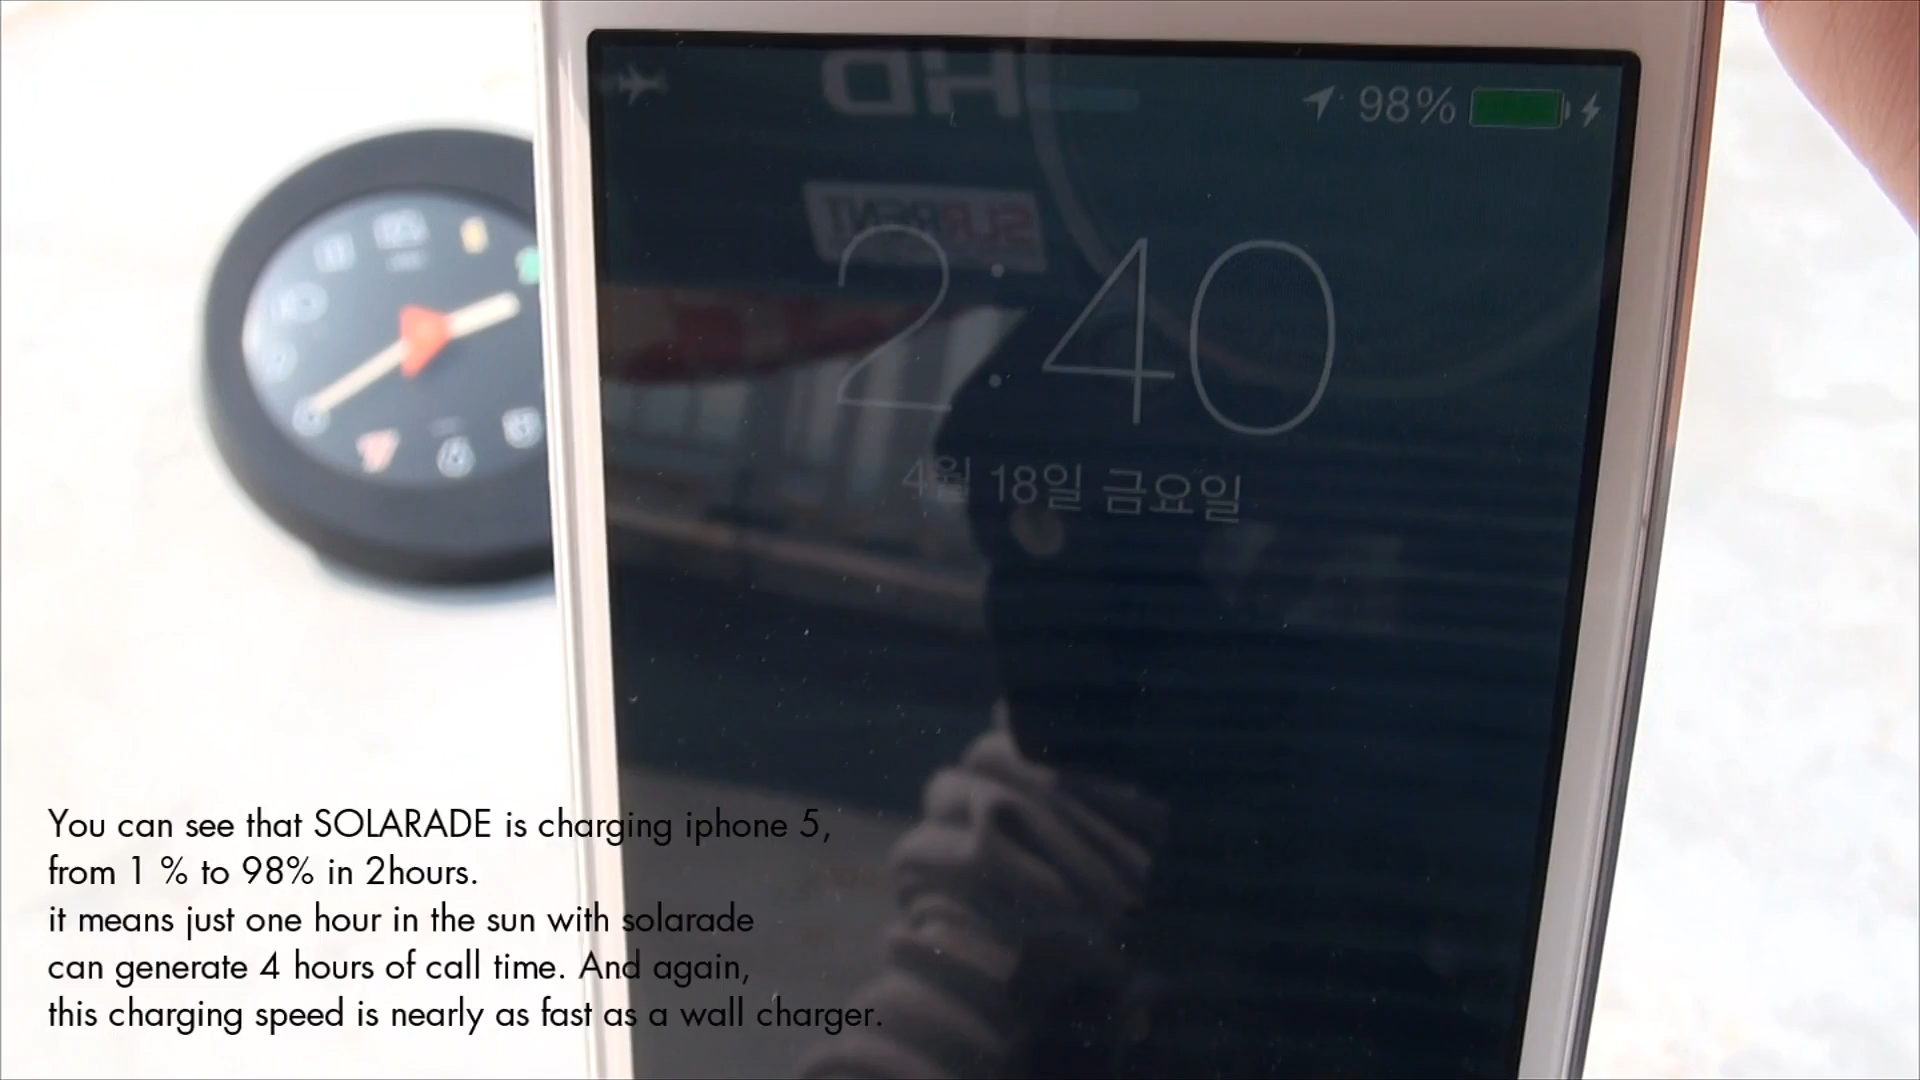 HD
98%
2:40
4월 18일 금요일
You can see that SOLARADE is charging iphone 5,
from 1 % to 98% in 2hours.
it means just one hour in the sun with solarade
can generate 4 hours of call time. And again,
this charging speed is nearly as fast as a wall charger.